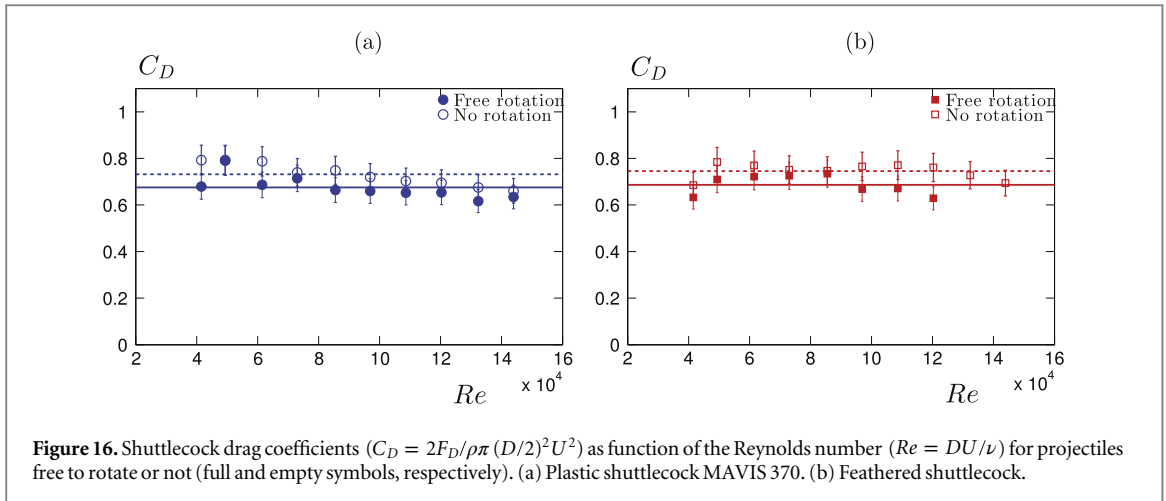 (a)
C_D
1
0.8
0.6
0.4
0.2
0
2 4 6 8 10 12 14 16
x 10^4
Re
Free rotation
No rotation
(b)
C_D
1
0.8
0.6
0.4
0.2
0
2 4 6 8 10 12 14 16
x 10^4
Re
Free rotation
No rotation
Figure 16. Shuttlecock drag coefficients (C_D = 2F_D/ρπ (D/2)^2U^2) as function of the Reynolds number (Re = DU/ν) for projectiles
free to rotate or not (full and empty symbols, respectively). (a) Plastic shuttlecock MAVIS 370. (b) Feathered shuttlecock.